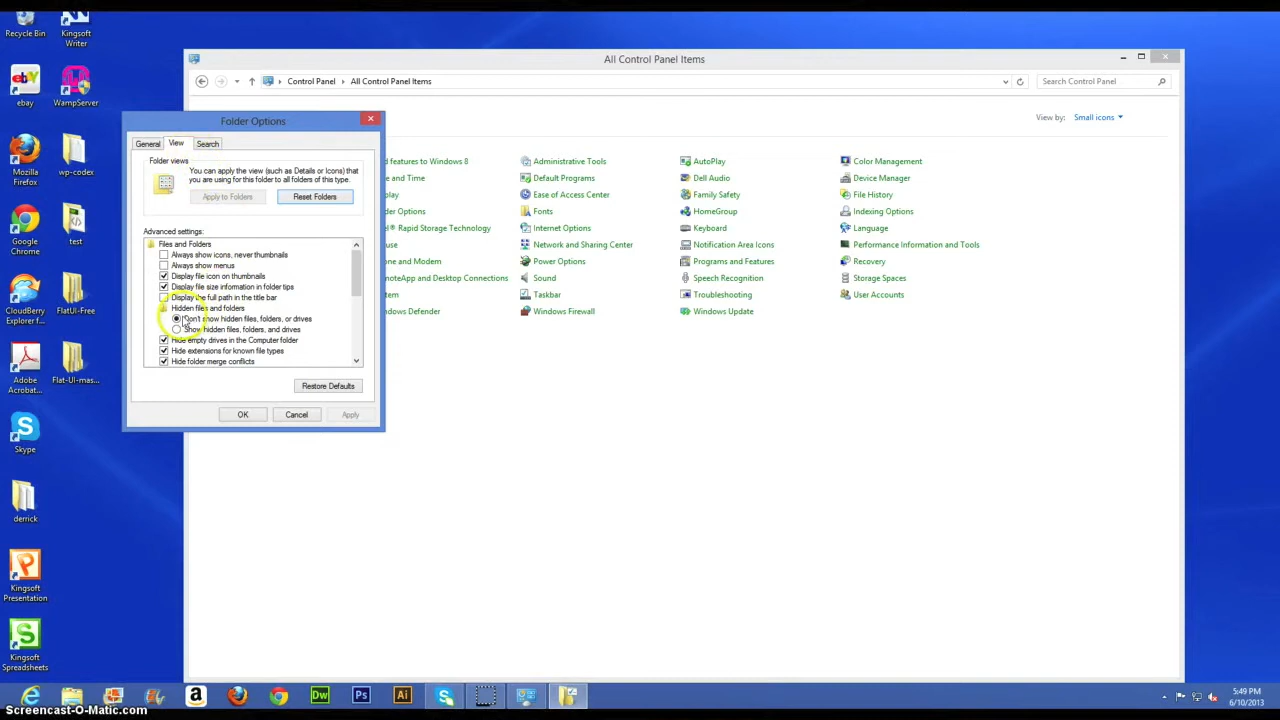 Recycle Bin
Kingsoft
Writer
ebay
WampServer
Mozilla
Firefox
wp-codex
Google
Chrome
test
CloudBerry
Explorer f...
FlatUI-Free
Adobe
Acrobat...
Flat-UI-mas...
Skype
derrick
Kingsoft
Presentation
Kingsoft
Spreadsheets
All Control Panel Items
Control Panel
All Control Panel Items
Search Control Panel
View by: Small icons
d features to Windows 8
Administrative Tools
AutoPlay
Color Management
Default Programs
Dell Audio
Device Manager
Ease of Access Center
Family Safety
File History
Fonts
HomeGroup
Indexing Options
Rapid Storage Technology
Internet Options
Keyboard
Language
Network and Sharing Center
Notification Area Icons
Performance Information and Tools
and Modem
Power Options
Programs and Features
Recovery
RemoteApp and Desktop Connections
Sound
Speech Recognition
Storage Spaces
Taskbar
Troubleshooting
User Accounts
Windows Defender
Windows Firewall
Windows Update
Folder Options
General
View
Search
Folder views
You can apply the view (such as Details or Icons) that
you are using for this folder to all folders of this type.
Apply to Folders
Reset Folders
Advanced settings:
Files and Folders
Always show icons, never thumbnails
Always show menus
Display file icon on thumbnails
Display file size information in folder tips
Display the full path in the title bar
Hidden files and folders
Don't show hidden files, folders, or drives
Show hidden files, folders, and drives
Hide empty drives in the Computer folder
Hide extensions for known file types
Hide folder merge conflicts
Restore Defaults
OK
Cancel
Apply
a
Dw
Ps
Ai
5:49 PM
6/10/2013
Screencast-O-Matic.com